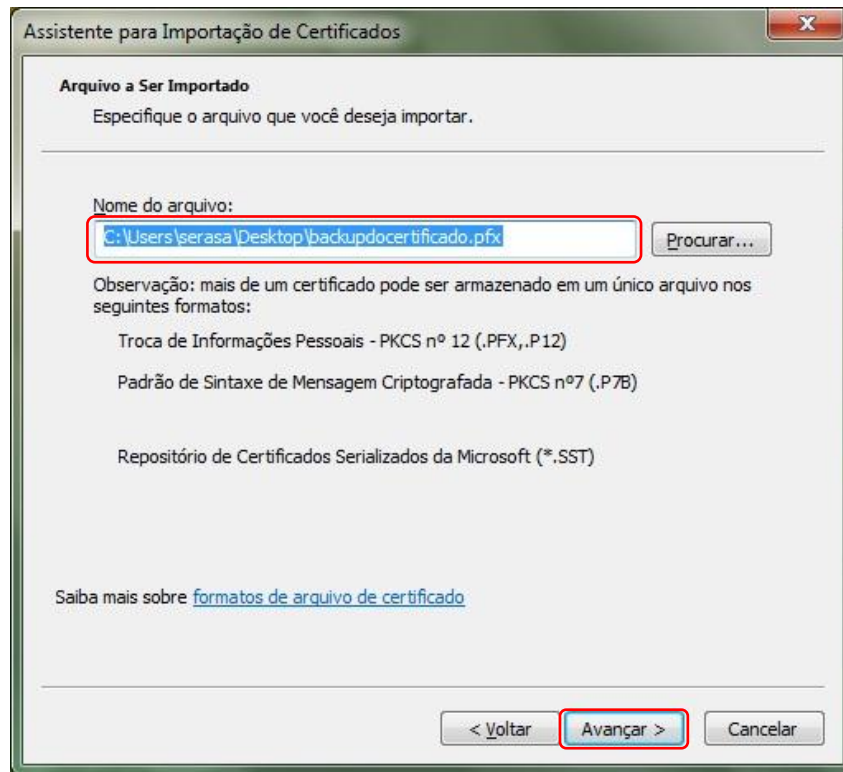 Assistente para Importação de Certificados
X
Arquivo a Ser Importado
Especifique o arquivo que você deseja importar.
Nome do arquivo:
C:\Users\serasa\Desktop\backupdocertificado.pfx
Procurar...
Observação: mais de um certificado pode ser armazenado em um único arquivo nos
seguintes formatos:
Troca de Informações Pessoais - PKCS nº 12 (.PFX,.P12)
Padrão de Sintaxe de Mensagem Criptografada - PKCS nº7 (.P7B)
Repositório de Certificados Serializados da Microsoft (*.SST)
Saiba mais sobre formatos de arquivo de certificado
< Voltar Avançar > Cancelar